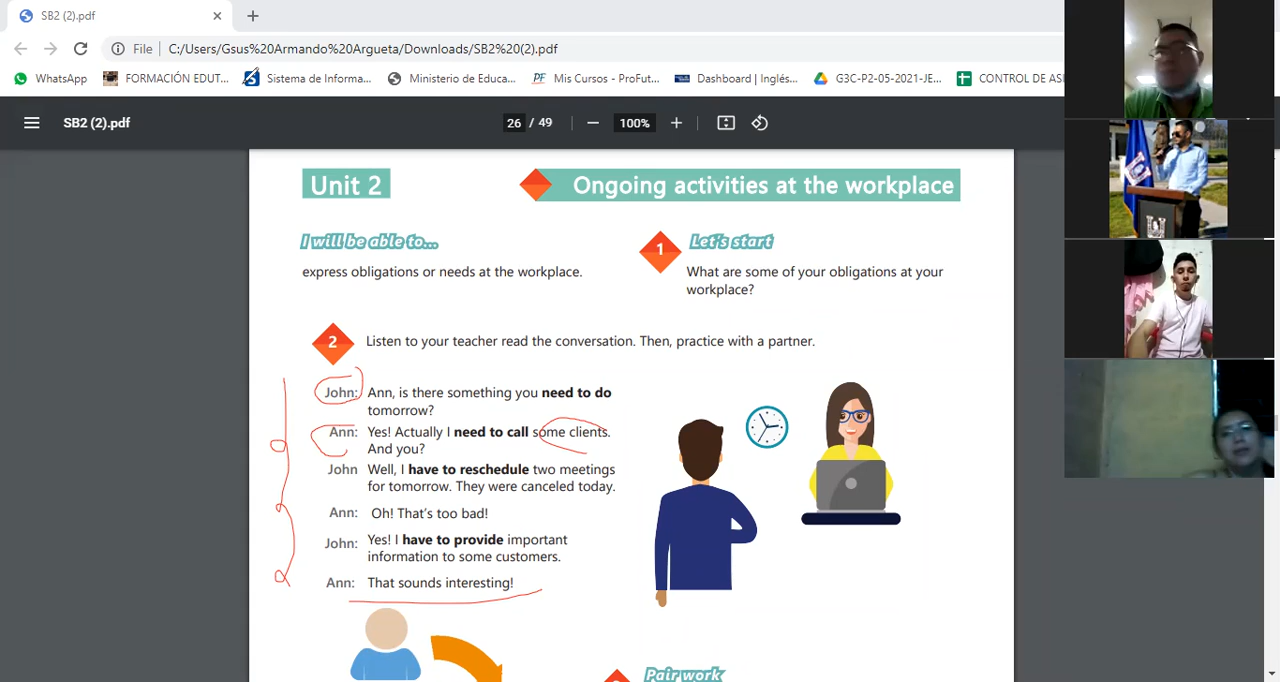 SB2 (2).pdf
File C:/Users/Gsus%20Armando%20Argueta/Downloads/SB2%20(2).pdf
WhatsApp FORMACIÓN EDUT... Sistema de Informa... Ministerio de Educa... PF Mis Cursos - ProFut... Dashboard | Inglés,... G3C-P2-05-2021-JE... CONTROL DE ASI
SB2 (2).pdf 26 / 49 100%
Unit 2 Ongoing activities at the workplace
I will be able to...
express obligations or needs at the workplace.
1 Let's start
What are some of your obligations at your
workplace?
2 Listen to your teacher read the conversation. Then, practice with a partner.
John: Ann, is there something you need to do
tomorrow?
Ann: Yes! Actually I need to call some clients.
And you?
John Well, I have to reschedule two meetings
for tomorrow. They were canceled today.
Ann: Oh! That's too bad!
John: Yes! I have to provide important
information to some customers.
Ann: That sounds interesting!
Pair work